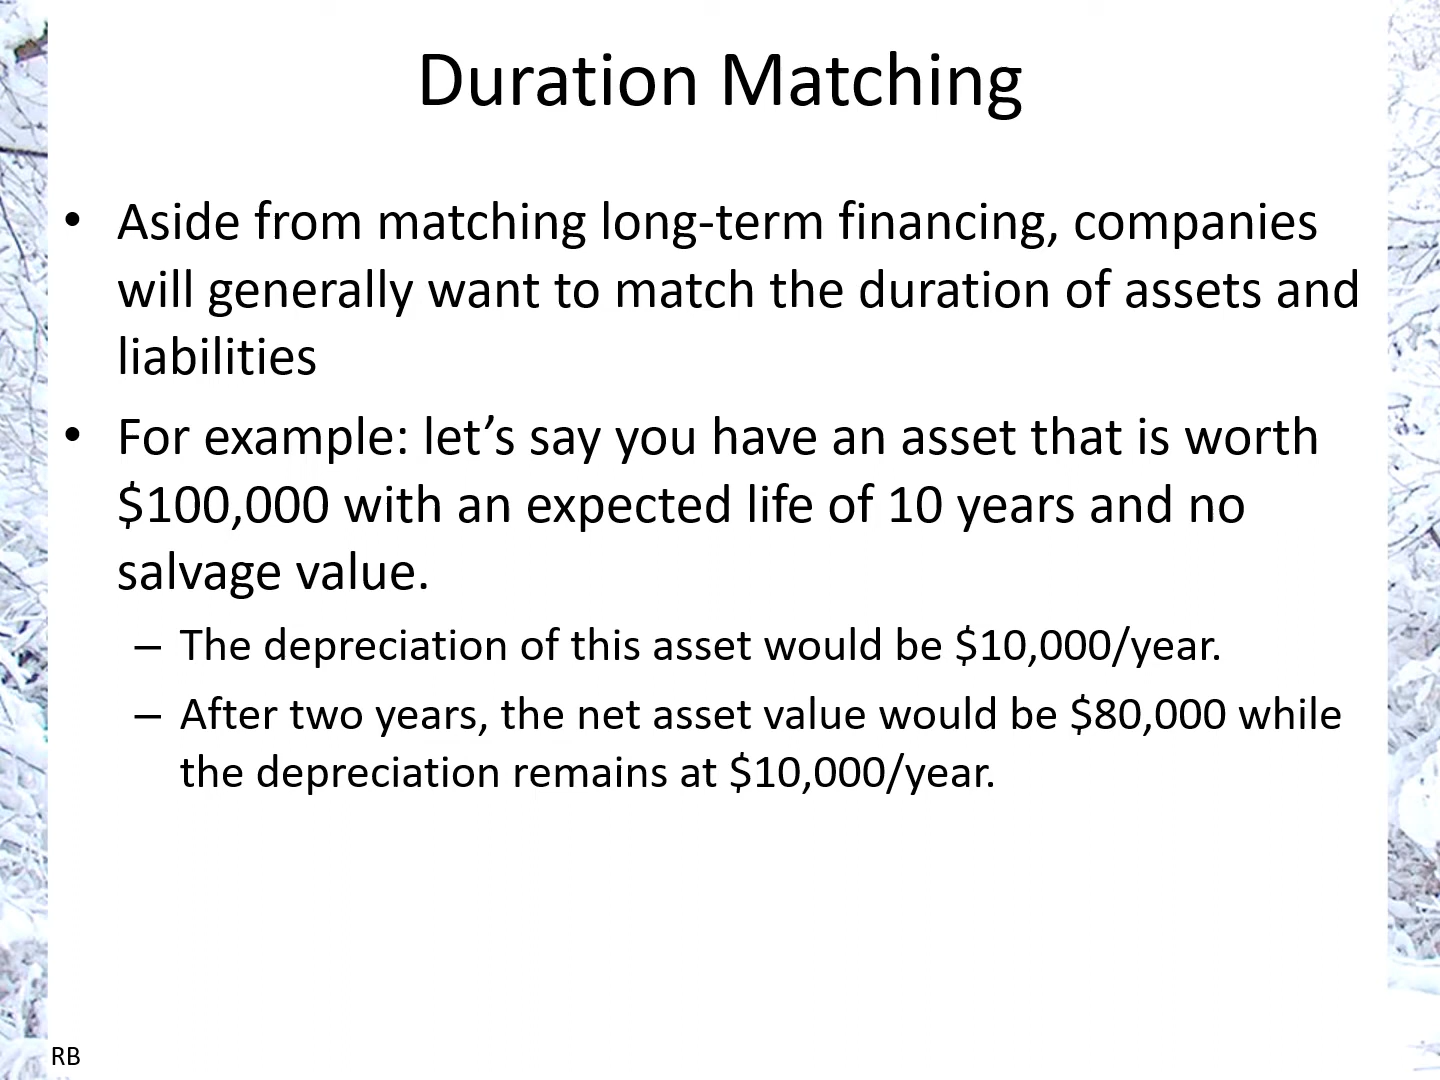 Duration Matching
• Aside from matching long-term financing, companies
will generally want to match the duration of assets and
liabilities
• For example: let’s say you have an asset that is worth
$100,000 with an expected life of 10 years and no
salvage value.
– The depreciation of this asset would be $10,000/year.
– After two years, the net asset value would be $80,000 while
the depreciation remains at $10,000/year.
RB